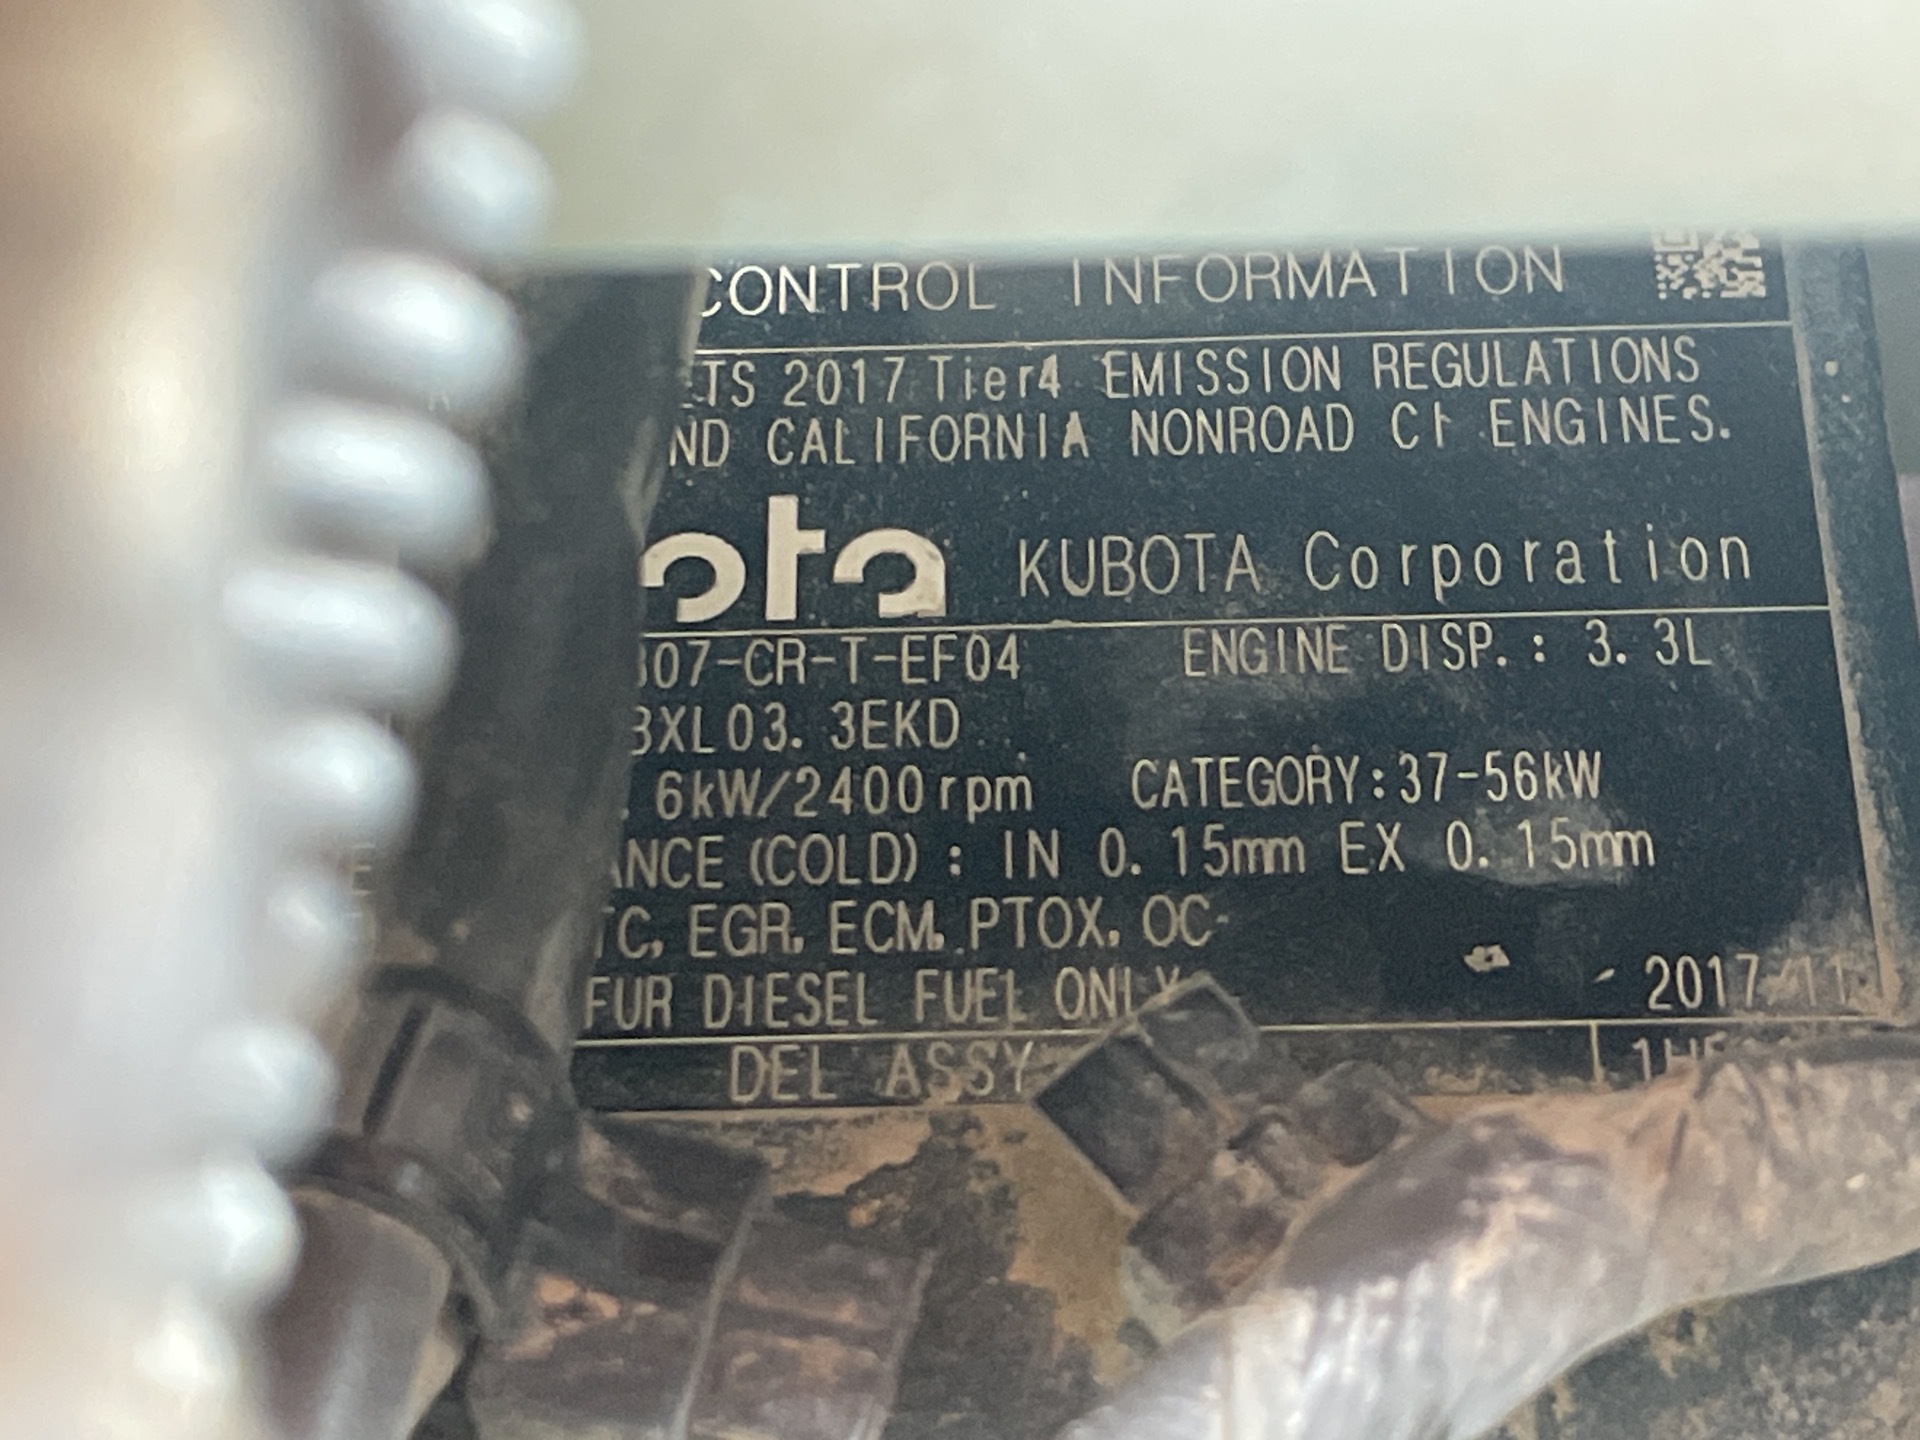 CONTROL INFORMATION
ETS 2017 Tier4 EMISSION REGULATIONS
ND CALIFORNIA NONROAD CI ENGINES.
ota KUBOTA Corporation
307-CR-T-EF04 ENGINE DISP.: 3.3L
BXL03.3EKD
.6kW/2400rpm CATEGORY:37-56kW
ANCE (COLD): IN 0.15mm EX 0.15mm
TC, EGR, ECM, PTOX, OC
FUR DIESEL FUEL ONLY
2017 11
DEL ASSY